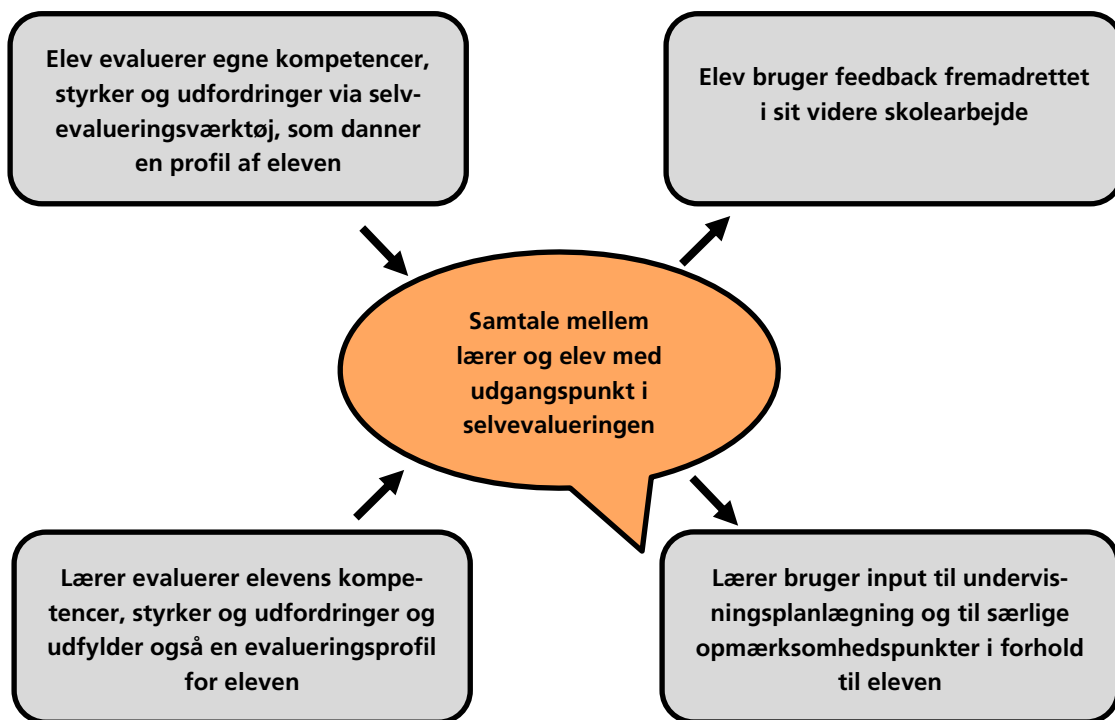 Elev evaluerer egne kompetencer,
styrker og udfordringer via selv-
evalueringsværktøj, som danner
en profil af eleven
Elev bruger feedback fremadrettet
i sit videre skolearbejde
Samtale mellem
lærer og elev med
udgangspunkt i
selvevalueringen
Lærer evaluerer elevens kompe-
tencer, styrker og udfordringer og
udfylder også en evalueringsprofil
for eleven
Lærer bruger input til undervis-
ningsplanlægning og til særlige
opmærksomhedspunkter i forhold
til eleven